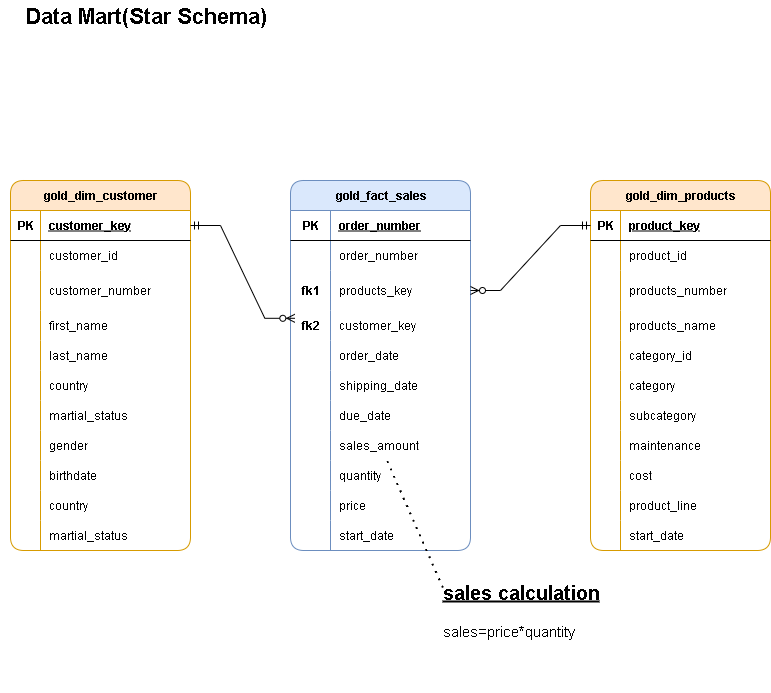 Data Mart(Star Schema)
gold_dim_customer
PK customer_key
customer_id
customer_number
first_name
last_name
country
martial_status
gender
birthdate
country
martial_status
gold_fact_sales
PK order_number
order_number
fk1 products_key
fk2 customer_key
order_date
shipping_date
due_date
sales_amount
quantity
price
start_date
gold_dim_products
PK product_key
product_id
products_number
products_name
category_id
category
subcategory
maintenance
cost
product_line
start_date
sales calculation
sales=price*quantity